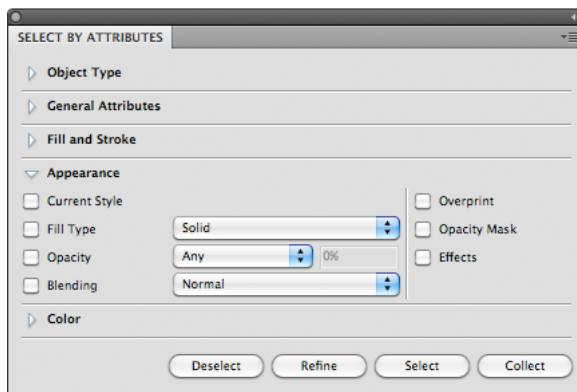 SELECT BY ATTRIBUTES
Object Type
General Attributes
Fill and Stroke
Appearance
Current Style
Overprint
Fill Type Solid
Opacity Mask
Opacity Any 0%
Effects
Blending Normal
Color
Deselect Refine Select Collect